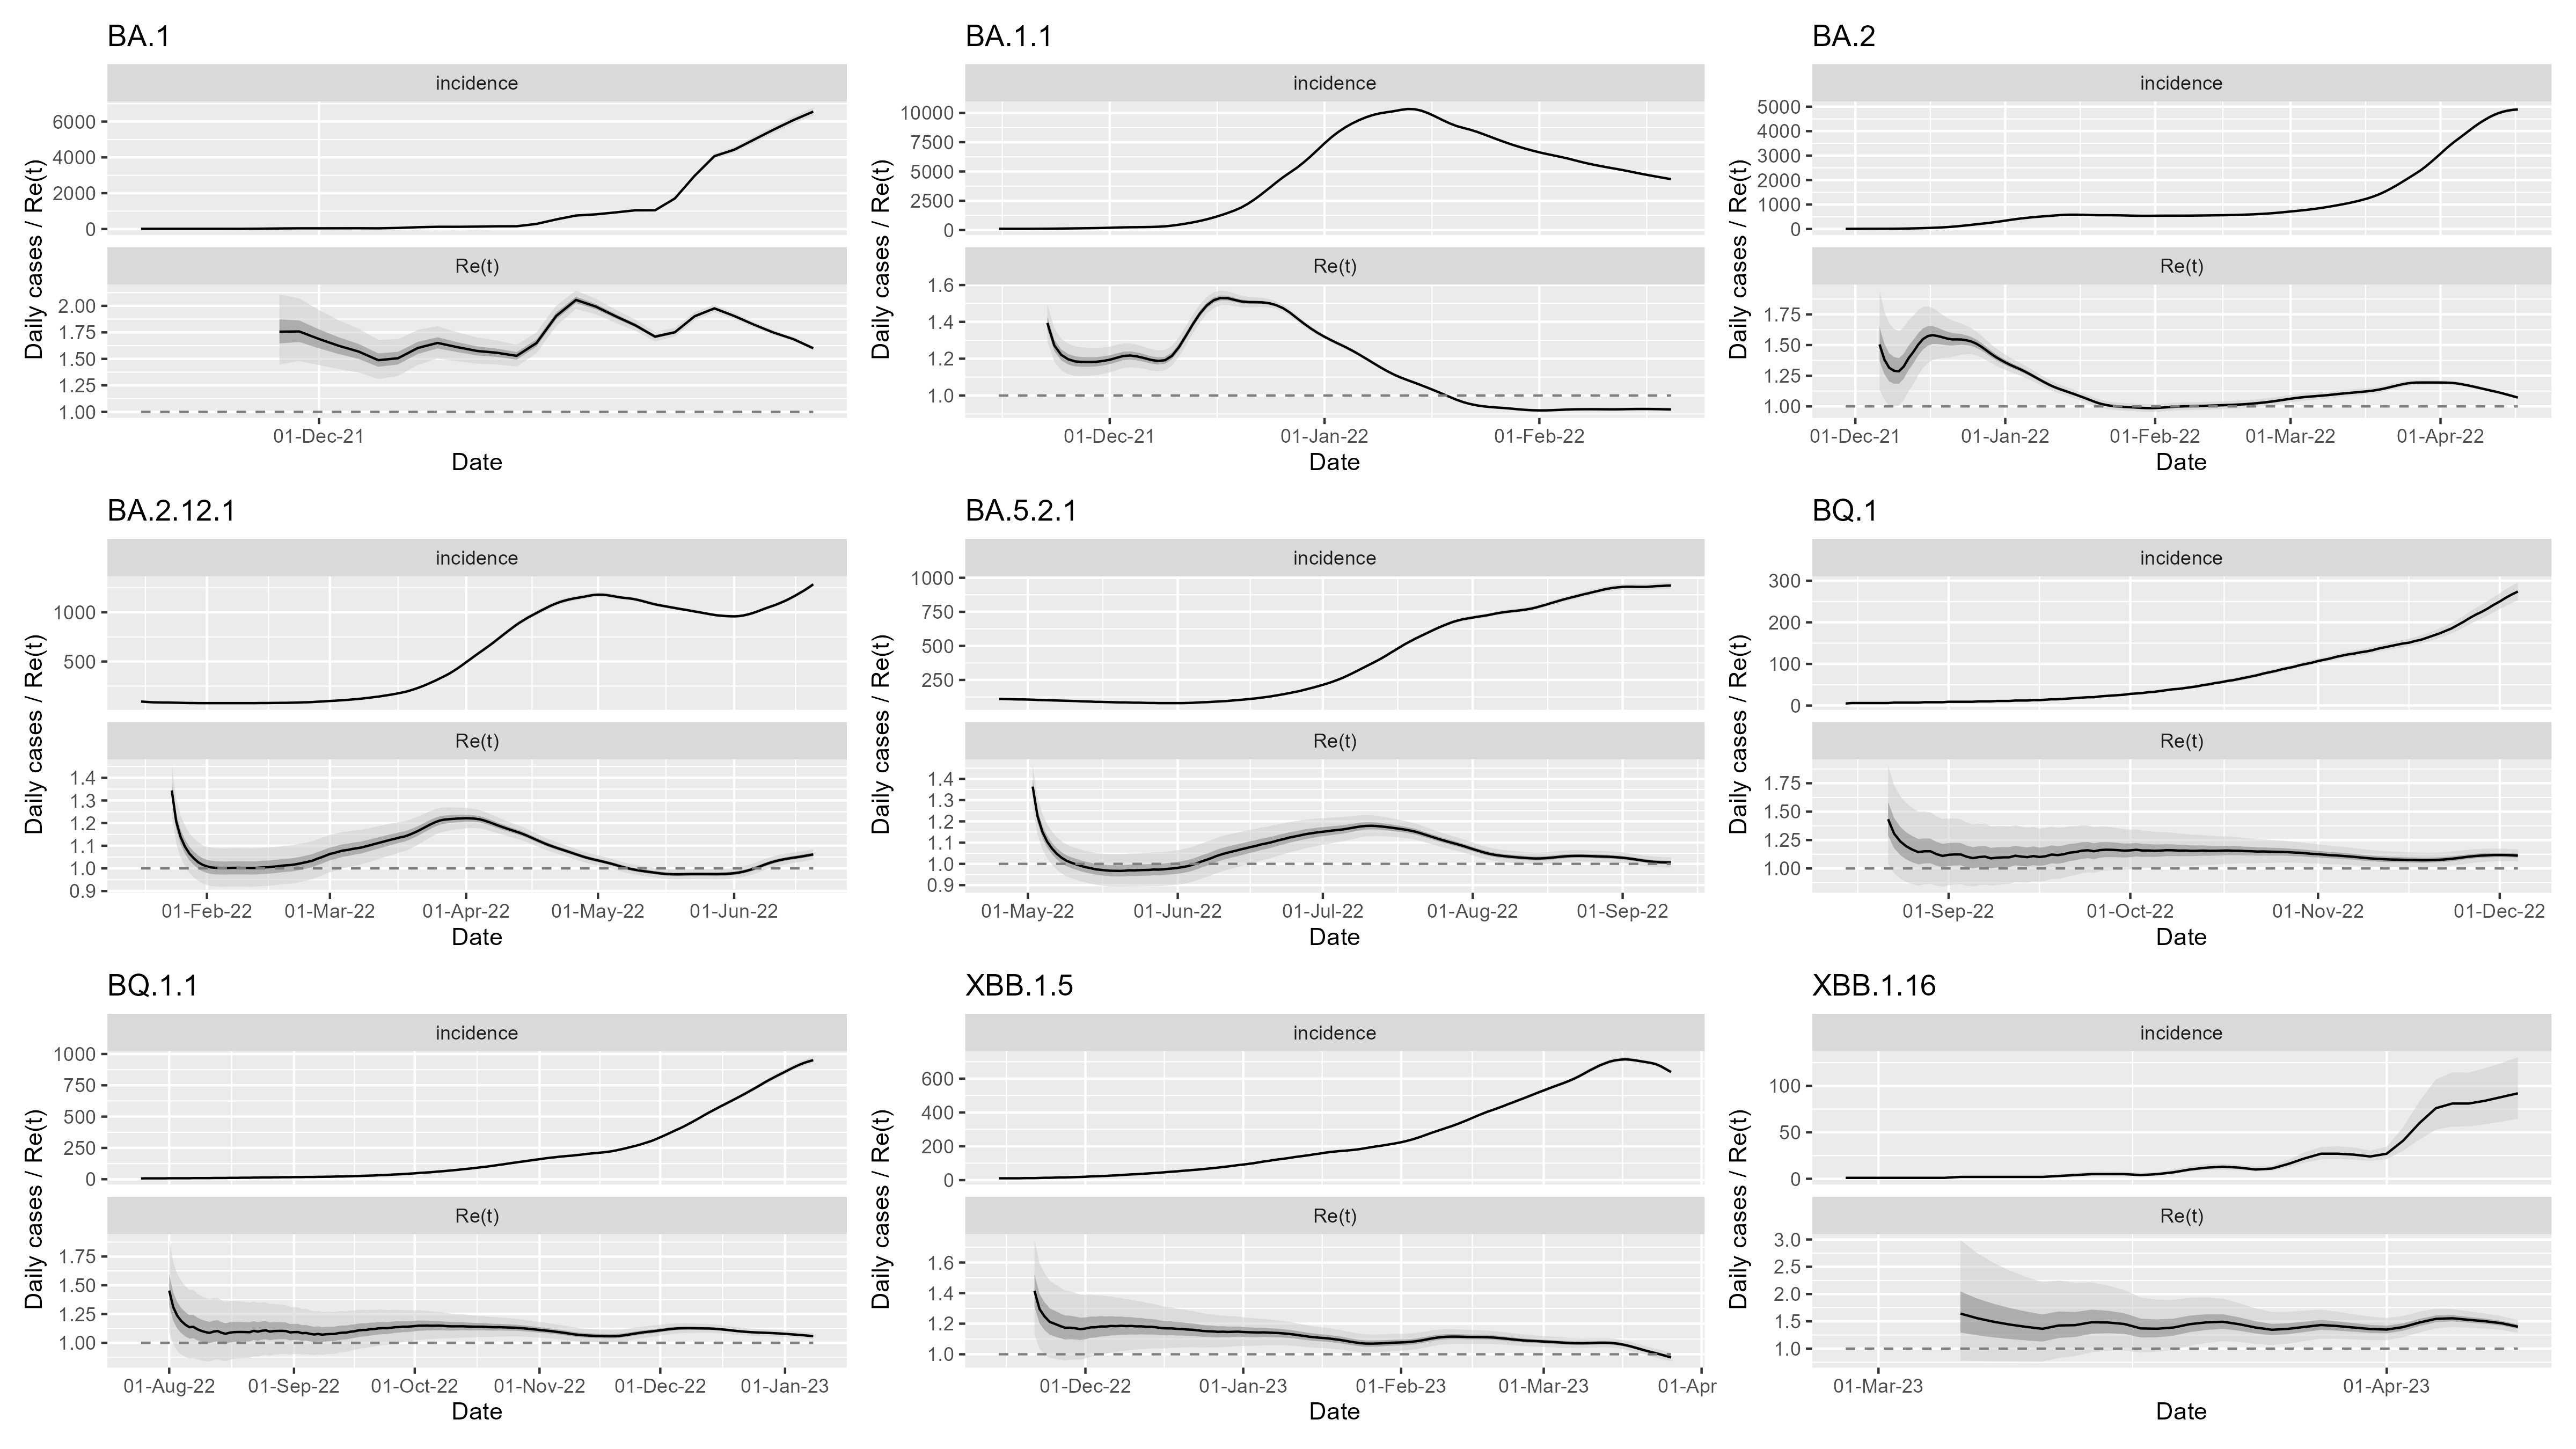 BA.1
incidence
6000
4000
2000
0
Re(t)
2.00
1.75
1.50
1.25
1.00
01-Dec-21
Date
Daily cases / Re(t)
BA.1.1
incidence
10000
7500
5000
2500
0
Re(t)
1.6
1.4
1.2
1.0
01-Dec-21 01-Jan-22 01-Feb-22
Date
Daily cases / Re(t)
BA.2
incidence
5000
4000
3000
2000
1000
0
Re(t)
1.75
1.50
1.25
1.00
01-Dec-21 01-Jan-22 01-Feb-22 01-Mar-22 01-Apr-22
Date
Daily cases / Re(t)
BA.2.12.1
incidence
1000
500
Re(t)
1.4
1.3
1.2
1.1
1.0
0.9
01-Feb-22 01-Mar-22 01-Apr-22 01-May-22 01-Jun-22
Date
Daily cases / Re(t)
BA.5.2.1
incidence
1000
750
500
250
Re(t)
1.4
1.3
1.2
1.1
1.0
0.9
01-May-22 01-Jun-22 01-Jul-22 01-Aug-22 01-Sep-22
Date
Daily cases / Re(t)
BQ.1
incidence
300
200
100
0
Re(t)
1.75
1.50
1.25
1.00
01-Sep-22 01-Oct-22 01-Nov-22 01-Dec-22
Date
Daily cases / Re(t)
BQ.1.1
incidence
1000
750
500
250
0
Re(t)
1.75
1.50
1.25
1.00
01-Aug-22 01-Sep-22 01-Oct-22 01-Nov-22 01-Dec-22 01-Jan-23
Date
Daily cases / Re(t)
XBB.1.5
incidence
600
400
200
0
Re(t)
1.6
1.4
1.2
1.0
01-Dec-22 01-Jan-23 01-Feb-23 01-Mar-23 01-Apr
Date
Daily cases / Re(t)
XBB.1.16
incidence
100
50
0
Re(t)
3.0
2.5
2.0
1.5
1.0
01-Mar-23 01-Apr-23
Date
Daily cases / Re(t)